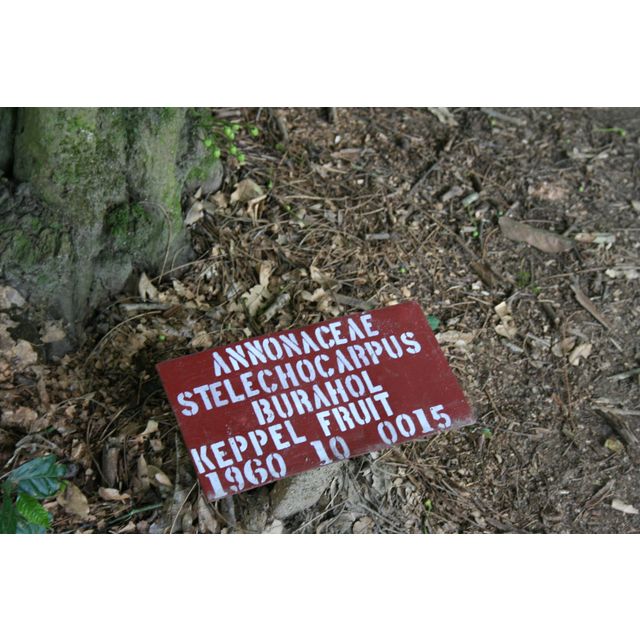 ANNONACEAE
STELECHOCARPUS
BURAHOL
KEPPEL FRUIT
1960 10 0015